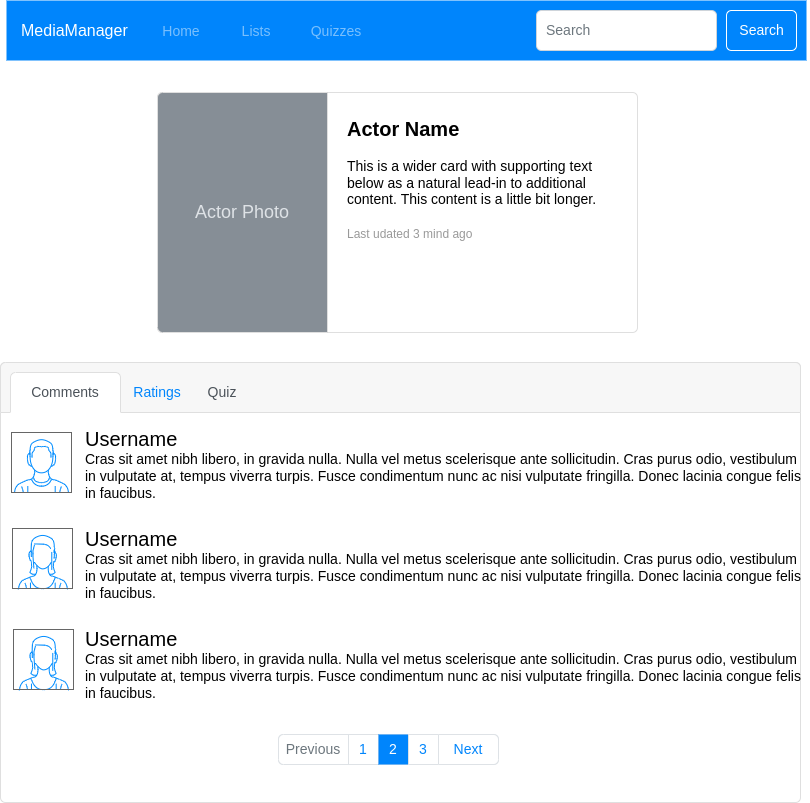 MediaManager Home Lists Quizzes Search Search
Actor Photo
Actor Name
This is a wider card with supporting text
below as a natural lead-in to additional
content. This content is a little bit longer.
Last udated 3 mind ago
Comments Ratings Quiz
Username
Cras sit amet nibh libero, in gravida nulla. Nulla vel metus scelerisque ante sollicitudin. Cras purus odio, vestibulum
in vulputate at, tempus viverra turpis. Fusce condimentum nunc ac nisi vulputate fringilla. Donec lacinia congue felis
in faucibus.
Username
Cras sit amet nibh libero, in gravida nulla. Nulla vel metus scelerisque ante sollicitudin. Cras purus odio, vestibulum
in vulputate at, tempus viverra turpis. Fusce condimentum nunc ac nisi vulputate fringilla. Donec lacinia congue felis
in faucibus.
Username
Cras sit amet nibh libero, in gravida nulla. Nulla vel metus scelerisque ante sollicitudin. Cras purus odio, vestibulum
in vulputate at, tempus viverra turpis. Fusce condimentum nunc ac nisi vulputate fringilla. Donec lacinia congue felis
in faucibus.
Previous 1 2 3 Next